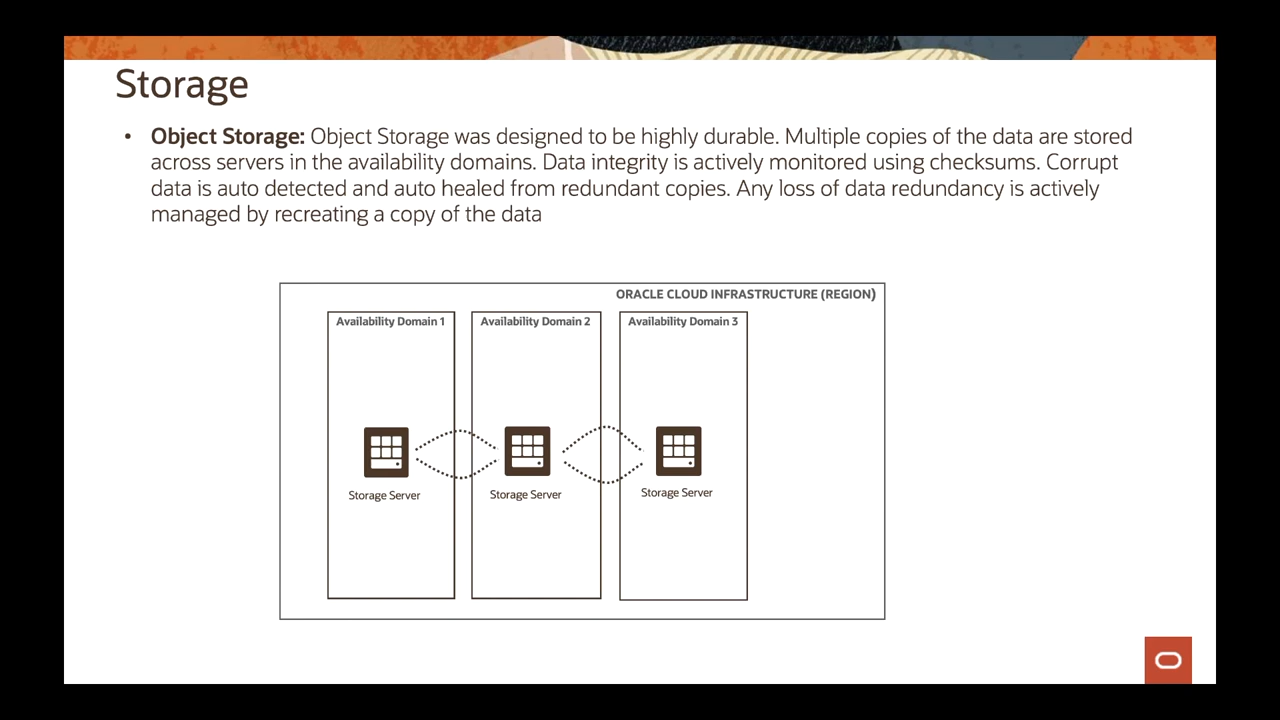 Storage
• Object Storage: Object Storage was designed to be highly durable. Multiple copies of the data are stored
across servers in the availability domains. Data integrity is actively monitored using checksums. Corrupt
data is auto detected and auto healed from redundant copies. Any loss of data redundancy is actively
managed by recreating a copy of the data
ORACLE CLOUD INFRASTRUCTURE (REGION)
Availability Domain 1
Availability Domain 2
Availability Domain 3
Storage Server
Storage Server
Storage Server